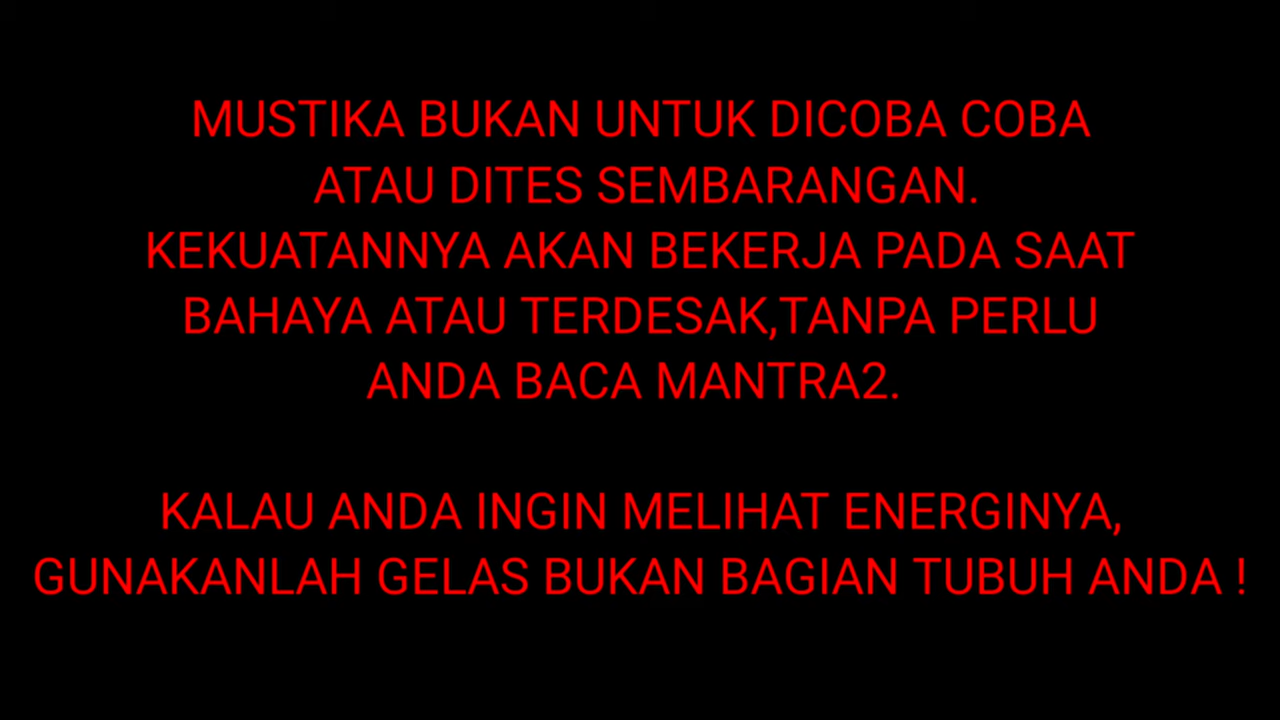 MUSTIKA BUKAN UNTUK DICOBA COBA
ATAU DITES SEMBARANGAN.
KEKUATANNYA AKAN BEKERJA PADA SAAT
BAHAYA ATAU TERDESAK,TANPA PERLU
ANDA BACA MANTRA2.
KALAU ANDA INGIN MELIHAT ENERGINYA,
GUNAKANLAH GELAS BUKAN BAGIAN TUBUH ANDA !